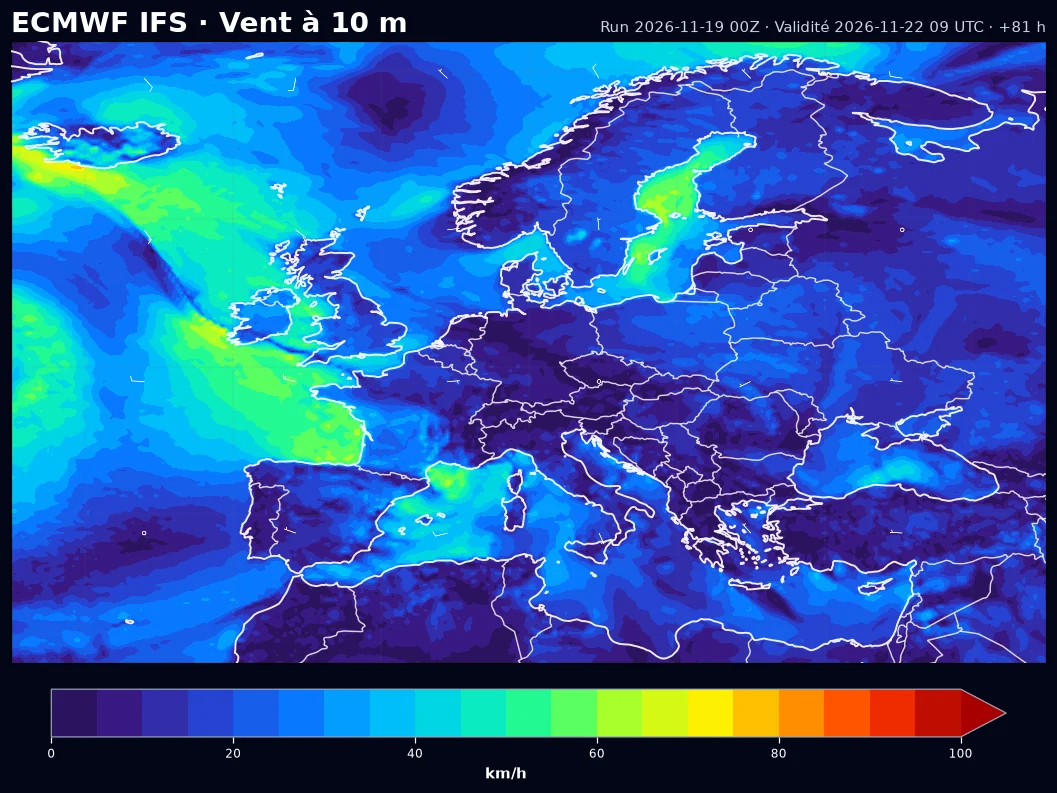 ECMWF IFS · Vent à 10 m
Run 2026-11-19 00Z · Validité 2026-11-22 09 UTC · +81 h
0 20 40 60 80 100
km/h